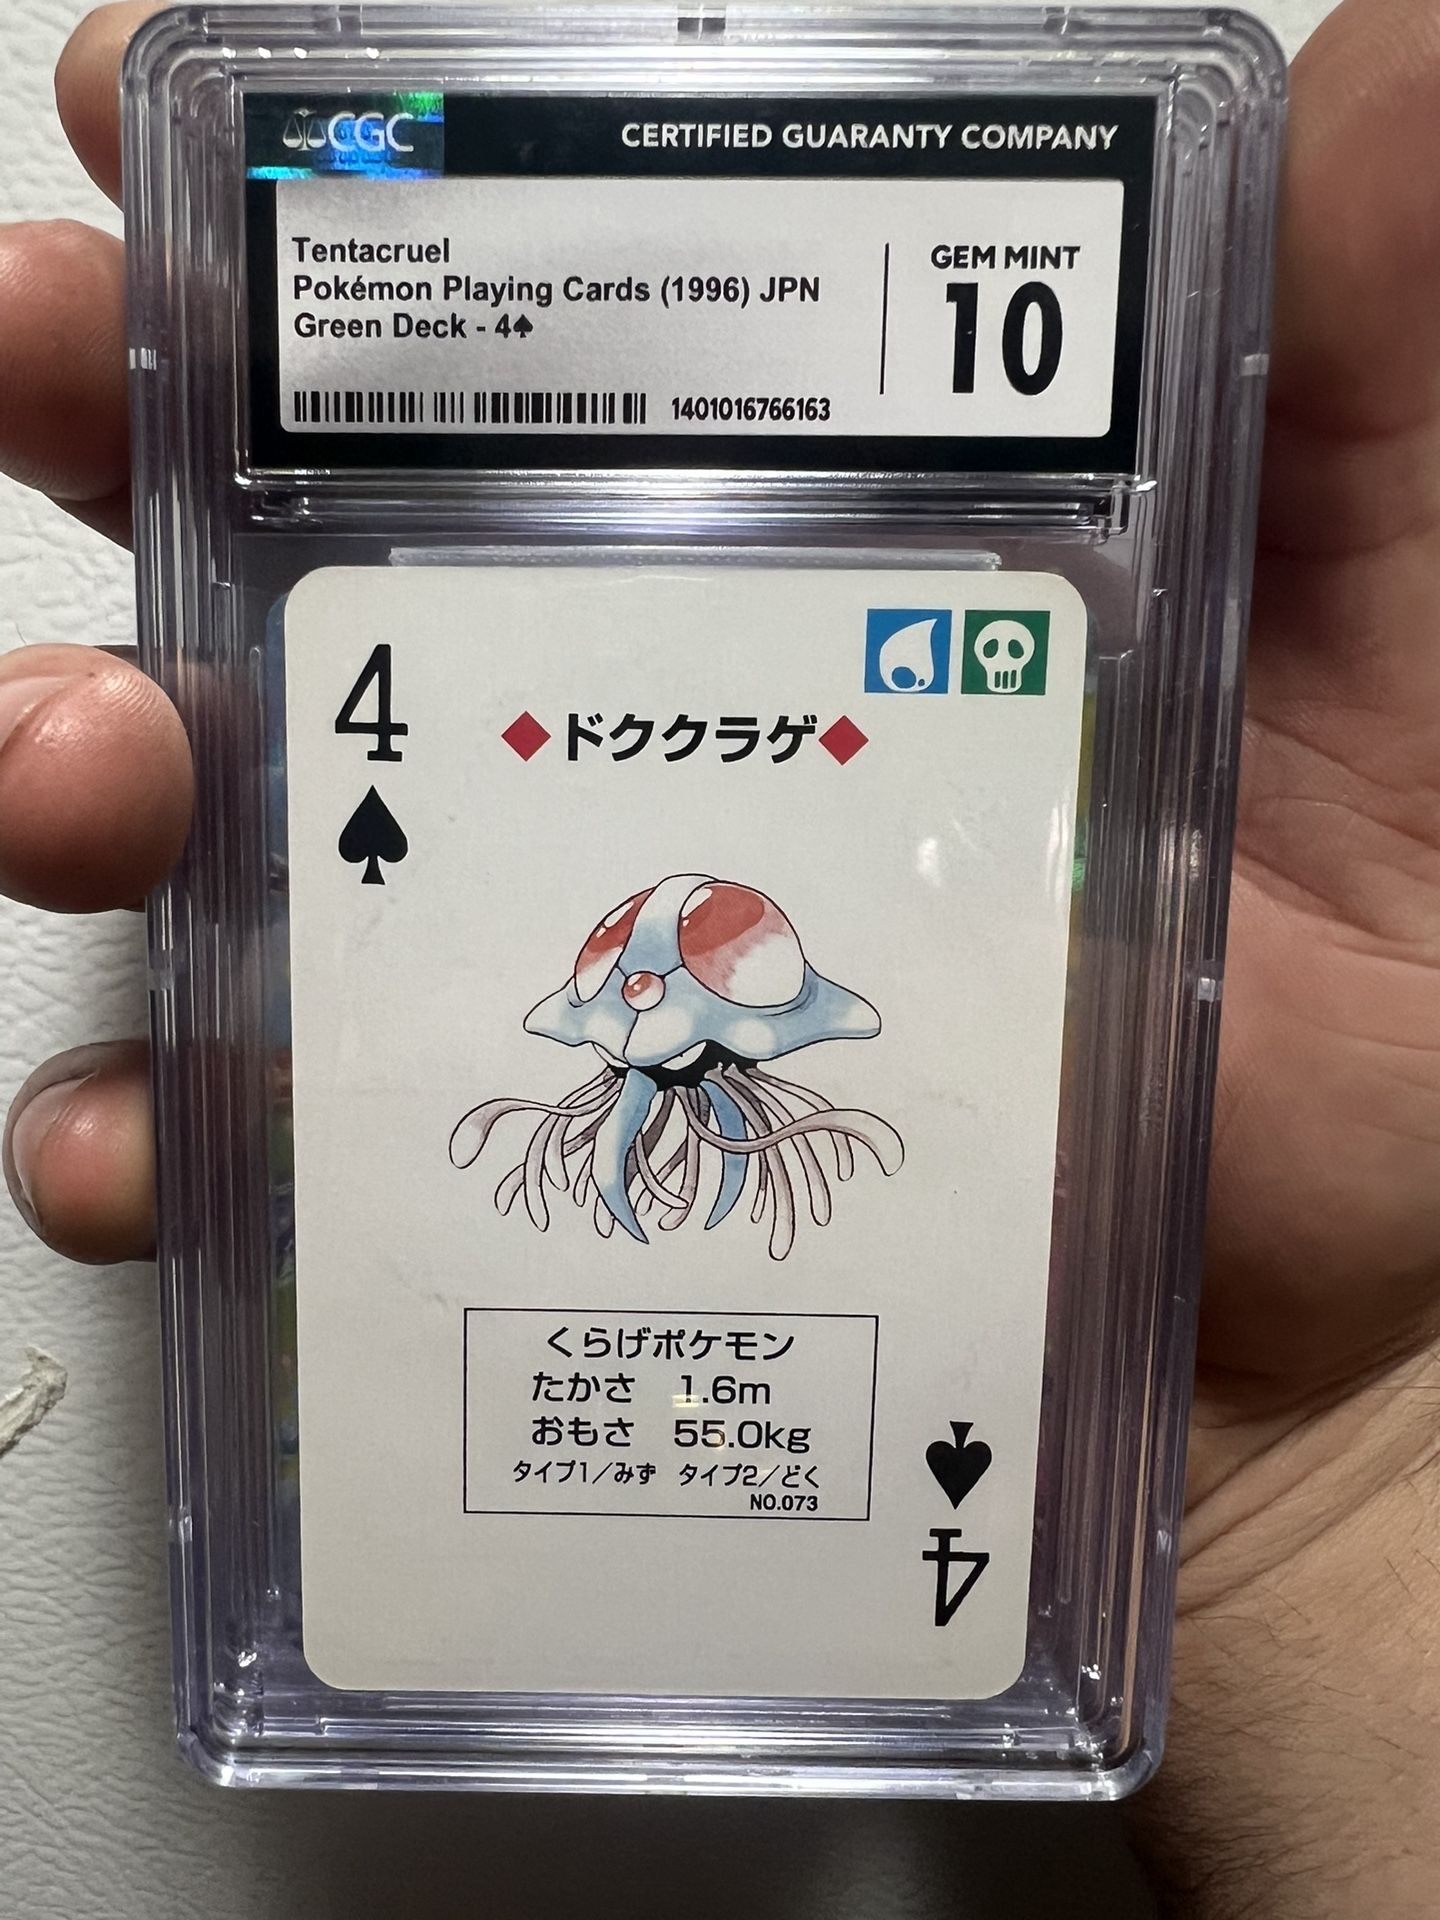 CGC
CERTIFIED GUARANTY COMPANY
Tentacruel
Pokémon Playing Cards (1996) JPN
Green Deck - 4♠
GEM MINT
10
1401016766163
4
◆ドククラゲ◆
くらげポケモン
たかさ 1.6m
おもさ 55.0kg
タイプ1/みず タイプ2/どく
NO.073
4